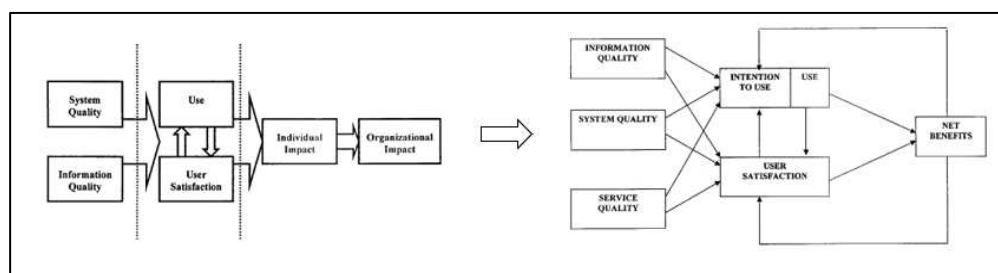 System
Quality
Use
Information
Quality
User
Satisfaction
Individual
Impact
Organizational
Impact
INFORMATION
QUALITY
SYSTEM QUALITY
SERVICE
QUALITY
INTENTION
TO USE
USE
USER
SATISFACTION
NET
BENEFITS